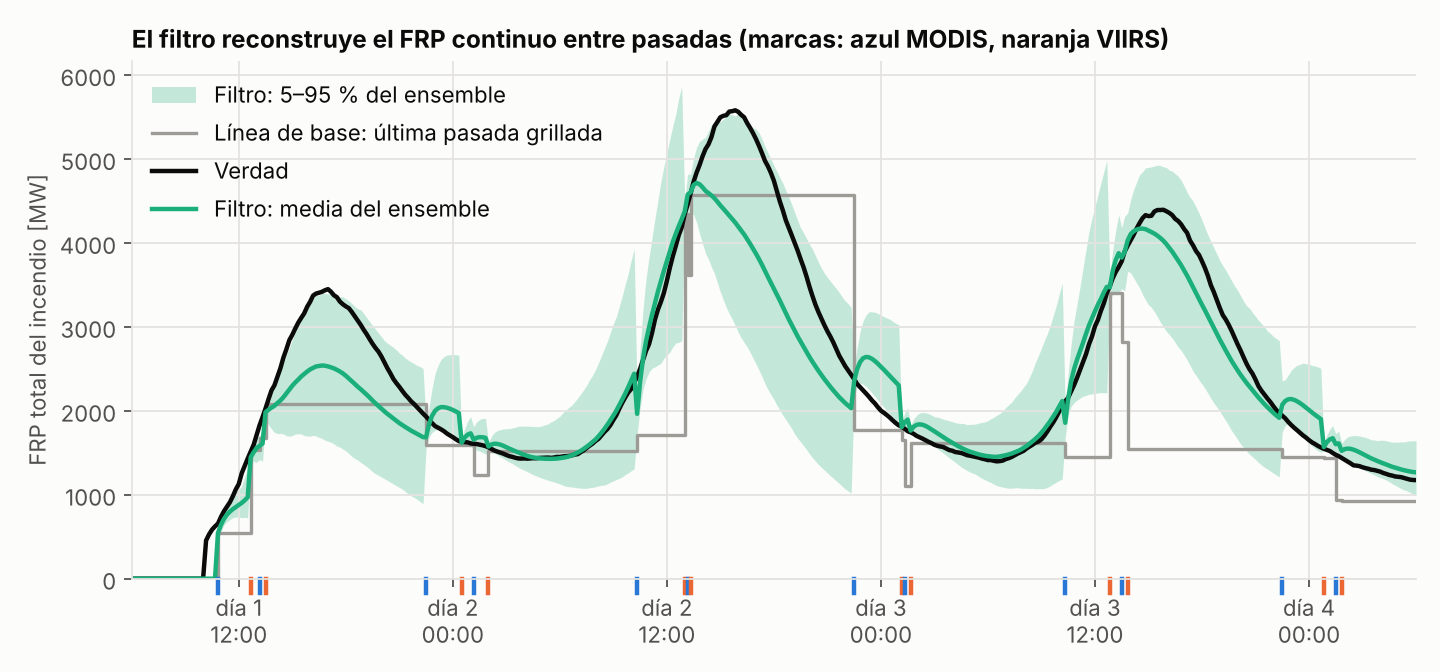 El filtro reconstruye el FRP continuo entre pasadas (marcas: azul MODIS, naranja VIIRS)
Filtro: 5–95 % del ensemble
Línea de base: última pasada grillada
Verdad
Filtro: media del ensemble
FRP total del incendio [MW]
6000
5000
4000
3000
2000
1000
0
día 1
12:00
día 2
00:00
día 2
12:00
día 3
00:00
día 3
12:00
día 4
00:00